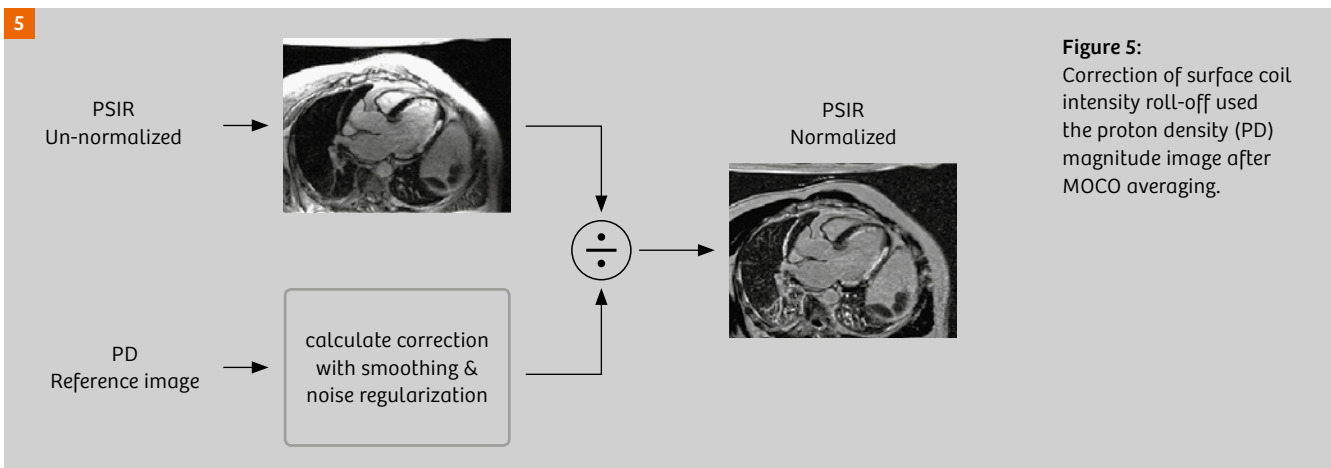 5
PSIR
Un-normalized
PD
Reference image
calculate correction
with smoothing &
noise regularization
÷
PSIR
Normalized
Figure 5:
Correction of surface coil
intensity roll-off used
the proton density (PD)
magnitude image after
MOCO averaging.